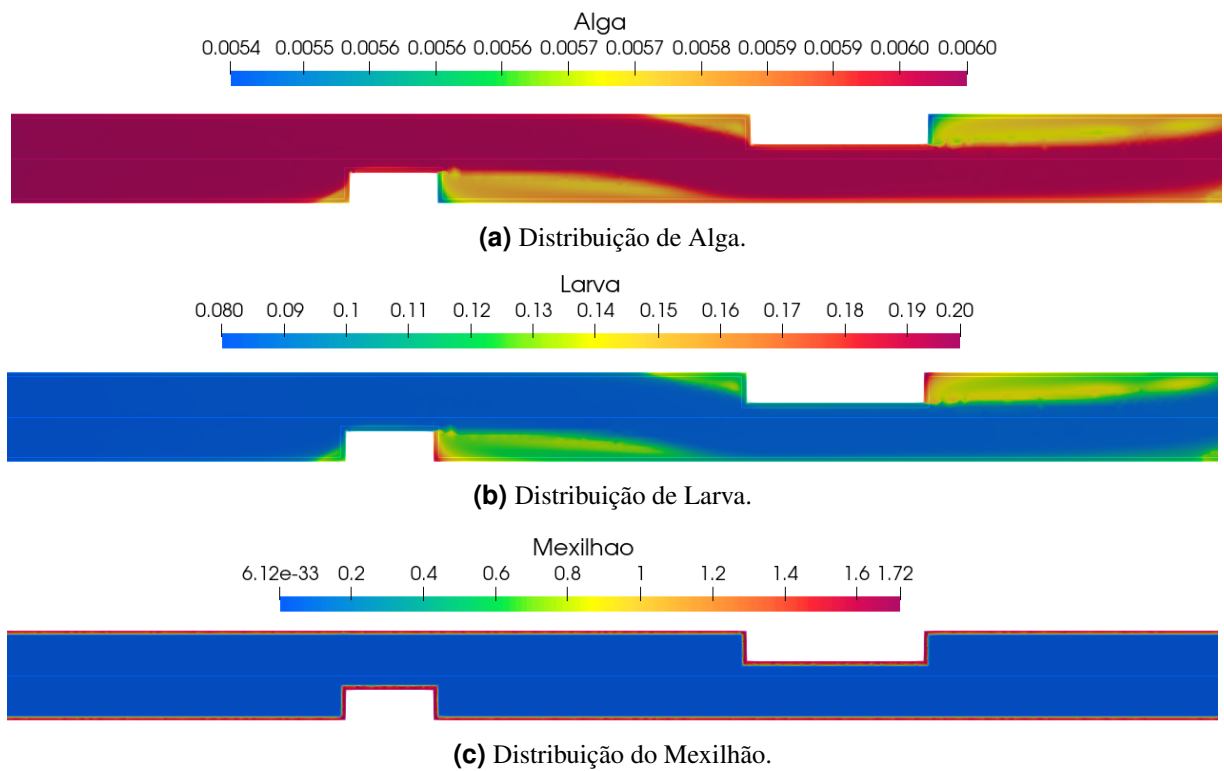 Alga
0.0054 0.0055 0.0056 0.0056 0.0056 0.0057 0.0057 0.0058 0.0059 0.0059 0.0060 0.0060
(a) Distribuição de Alga.
Larva
0.080 0.09 0.1 0.11 0.12 0.13 0.14 0.15 0.16 0.17 0.18 0.19 0.20
(b) Distribuição de Larva.
Mexilhao
6.12e-33 0.2 0.4 0.6 0.8 1 1.2 1.4 1.6 1.72
(c) Distribuição do Mexilhão.